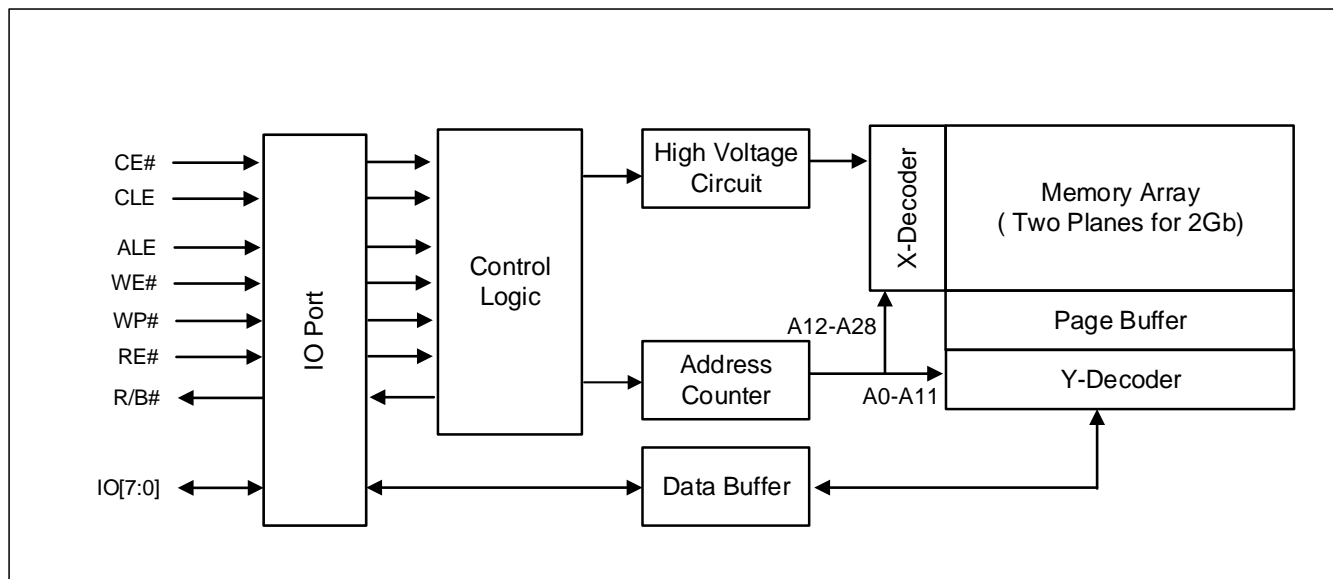 CE#
CLE
ALE
WE#
WP#
RE#
R/B#
IO[7:0]
IO Port
Control
Logic
High Voltage
Circuit
Address
Counter
Data Buffer
X-Decoder
Memory Array
( Two Planes for 2Gb)
Page Buffer
Y-Decoder
A12-A28
A0-A11